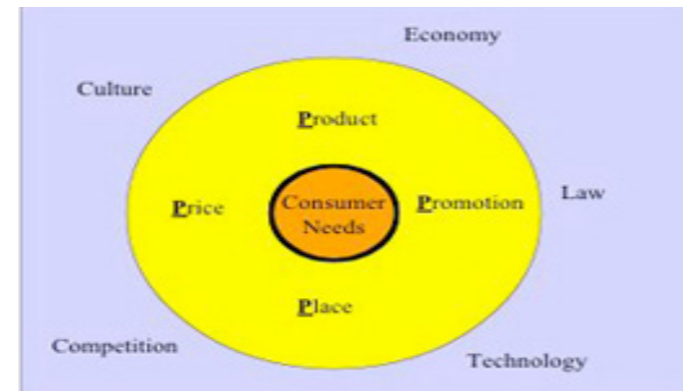 Economy
Culture
Product
Price
Consumer
Needs
Promotion
Law
Place
Competition
Technology